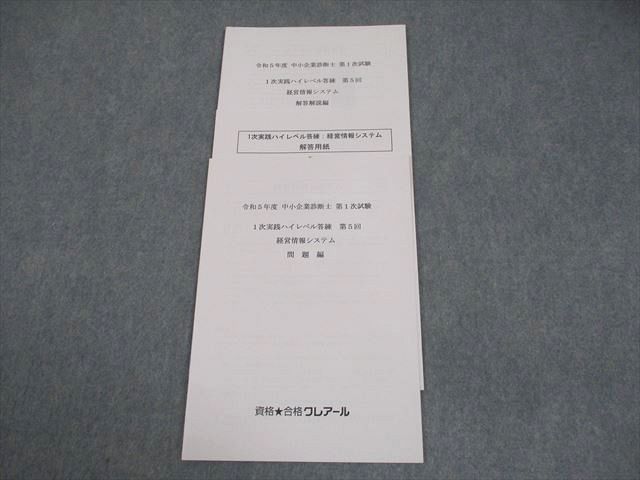 令和5年度 中小企業診断士 第1次試験
1次実践ハイレベル答練 第5回
経営情報システム
解答解説編
1次実践ハイレベル答練：経営情報システム
解答用紙
令和5年度 中小企業診断士 第1次試験
1次実践ハイレベル答練 第5回
経営情報システム
問 題 編
資格★合格クレアール